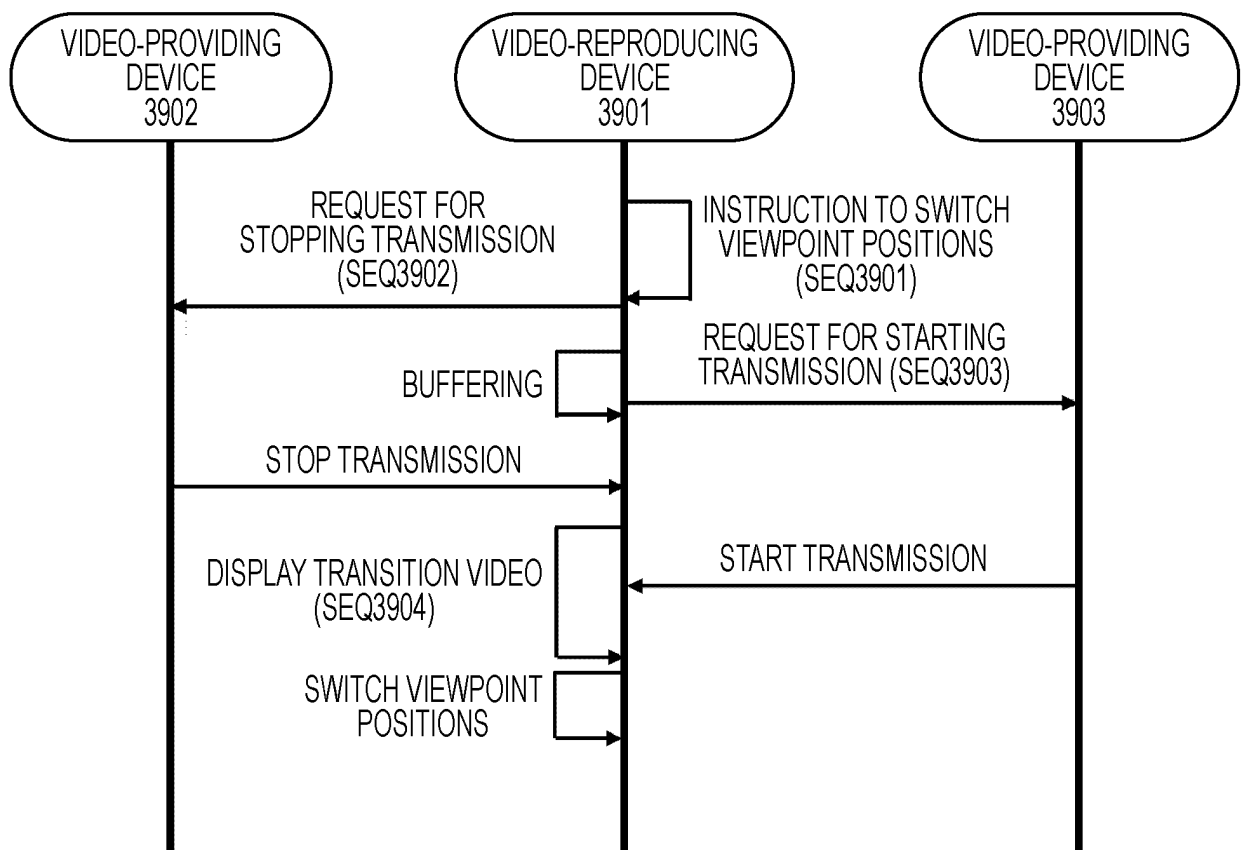 VIDEO-PROVIDING
DEVICE
3902
VIDEO-REPRODUCING
DEVICE
3901
VIDEO-PROVIDING
DEVICE
3903
REQUEST FOR
STOPPING TRANSMISSION
(SEQ3902)
INSTRUCTION TO SWITCH
VIEWPOINT POSITIONS
(SEQ3901)
REQUEST FOR STARTING
TRANSMISSION (SEQ3903)
BUFFERING
STOP TRANSMISSION
DISPLAY TRANSITION VIDEO
(SEQ3904)
START TRANSMISSION
SWITCH VIEWPOINT
POSITIONS